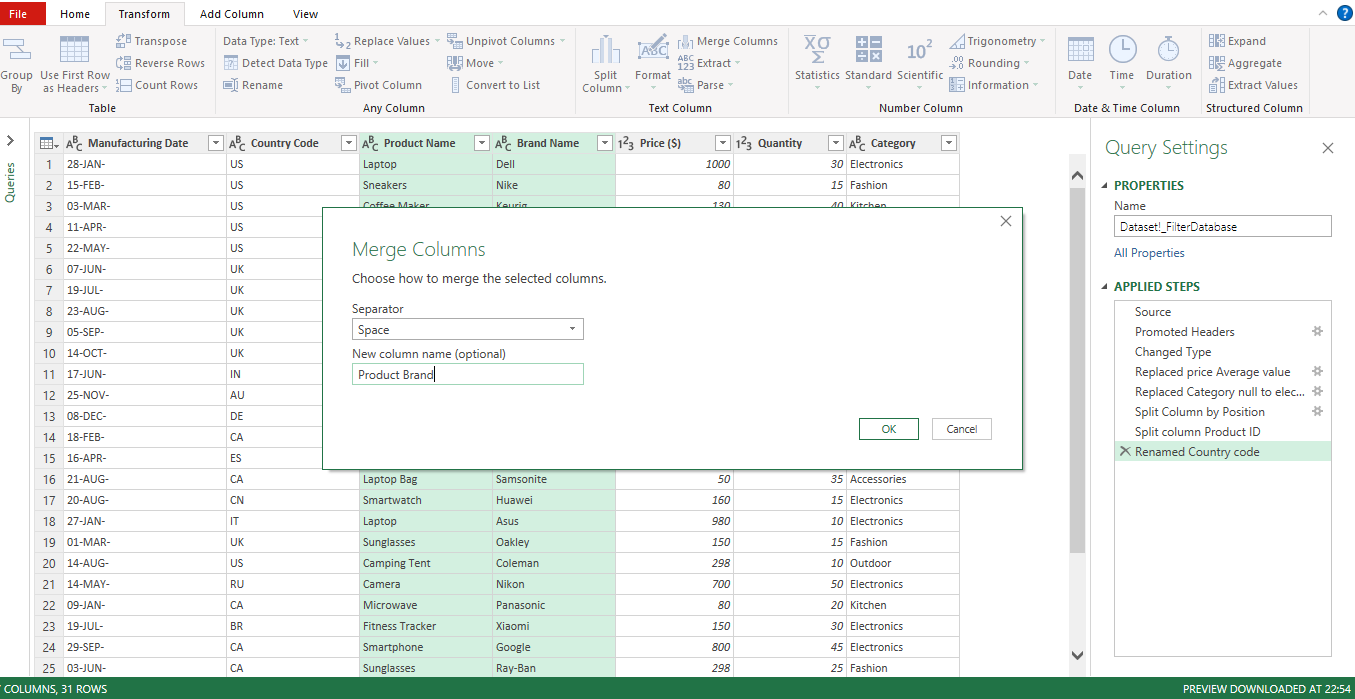 File Home Transform Add Column View ?
Transpose Data Type: Text Replace Values Unpivot Columns Merge Columns Trigonometry Expand
Reverse Rows Detect Data Type Fill Move Extract Rounding Aggregate
Group By Use First Row as Headers Count Rows Rename Pivot Column Convert to List Split Column Format Parse Statistics Standard Scientific Information Date Time Duration Extract Values
Table Any Column Text Column Number Column Date & Time Column Structured Column
Queries
Manufacturing Date Country Code Product Name Brand Name Price ($) Quantity Category
1 28-JAN- US Laptop Dell 1000 30 Electronics
2 15-FEB- US Sneakers Nike 80 15 Fashion
3 03-MAR- US Coffee Maker Keurig 130 40 Kitchen
4 11-APR- US
5 22-MAY- US
6 07-JUN- UK
7 19-JUL- UK
8 23-AUG- UK
9 05-SEP- UK
10 14-OCT- UK
11 17-JUN- IN
12 25-NOV- AU
13 08-DEC- DE
14 18-FEB- CA
15 16-APR- ES
16 21-AUG- CA Laptop Bag Samsonite 50 35 Accessories
17 20-AUG- CN Smartwatch Huawei 160 15 Electronics
18 27-JAN- IT Laptop Asus 980 10 Electronics
19 01-MAR- UK Sunglasses Oakley 150 15 Fashion
20 14-AUG- US Camping Tent Coleman 298 10 Outdoor
21 14-MAY- RU Camera Nikon 700 50 Electronics
22 09-JAN- CA Microwave Panasonic 80 20 Kitchen
23 19-JUL- BR Fitness Tracker Xiaomi 150 30 Electronics
24 29-SEP- CA Smartphone Google 800 45 Electronics
25 03-JUN- CA Sunglasses Ray-Ban 298 25 Fashion
Merge Columns
Choose how to merge the selected columns.
Separator
Space
New column name (optional)
Product Brand
OK Cancel
Query Settings
PROPERTIES
Name
Dataset!_FilterDatabase
All Properties
APPLIED STEPS
Source
Promoted Headers
Changed Type
Replaced price Average value
Replaced Category null to elec...
Split Column by Position
Split column Product ID
Renamed Country code
COLUMNS, 31 ROWS PREVIEW DOWNLOADED AT 22:54